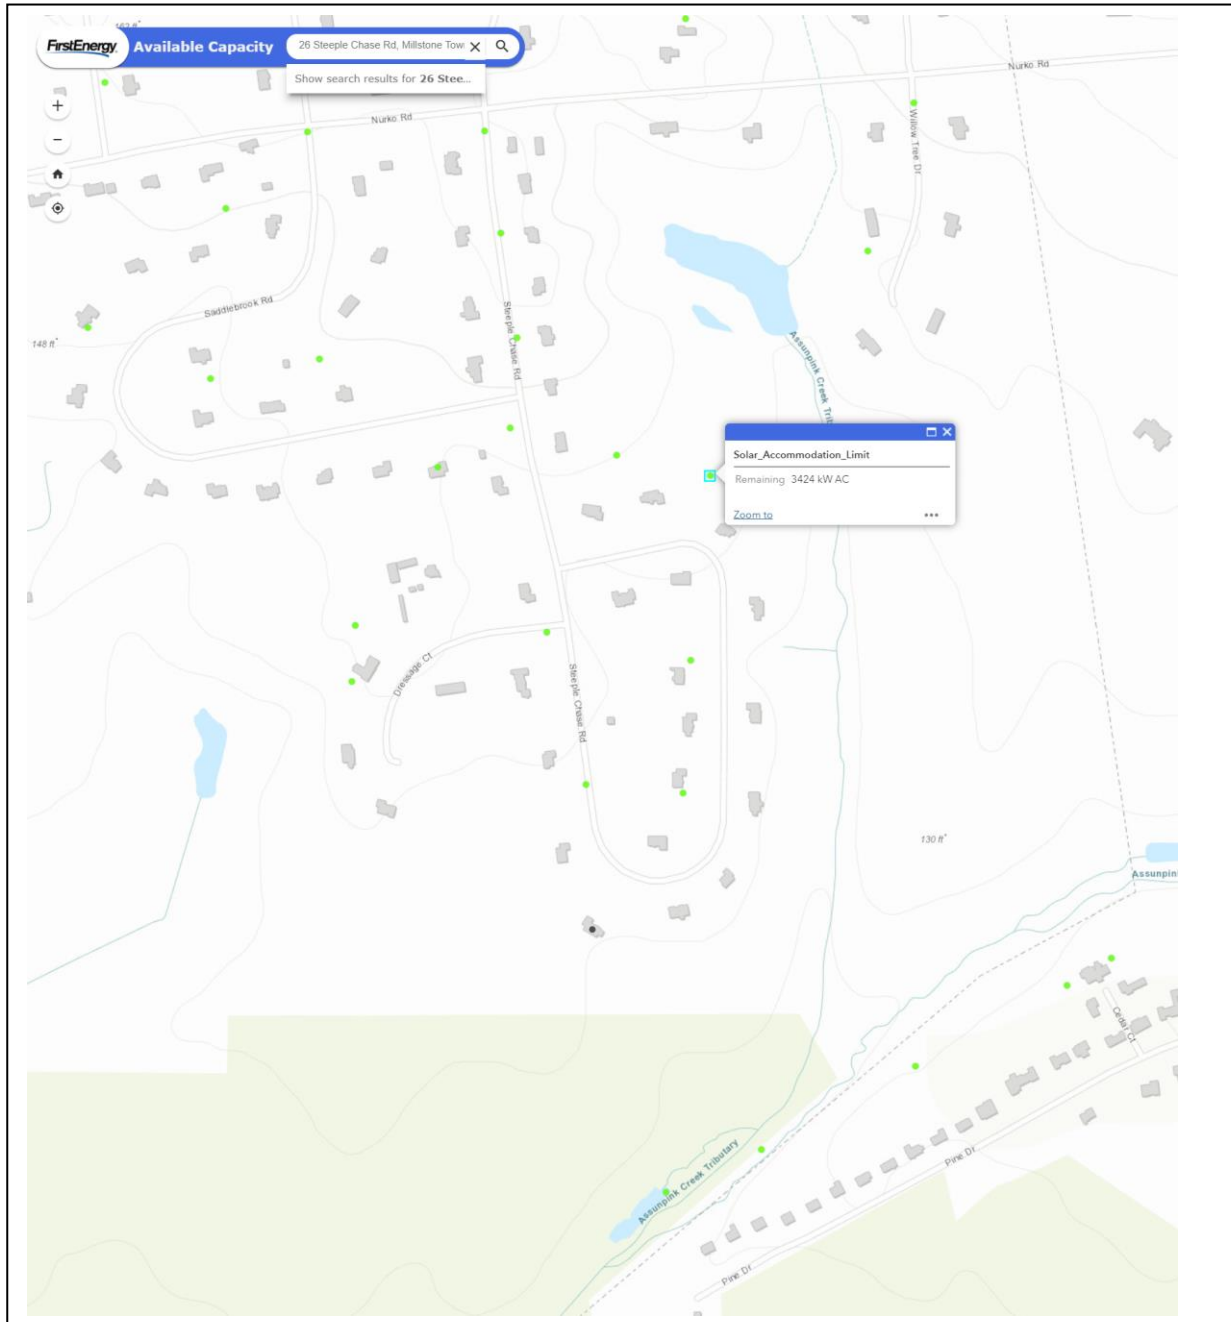 162 ft
FirstEnergy Available Capacity
26 Steeple Chase Rd, Millstone Tow
Show search results for 26 Stee...
Nurko Rd
Nurko Rd
Willow Tree Dr
Saddlebrook Rd
Steeple Chase Rd
148 ft
Assunpink Creek Trib
Solar_Accommodation_Limit
Remaining 3424 kW AC
Zoom to
Dressage Ct
Steeple Chase Rd
130 ft
Assunpin
Cedar Ct
Assunpink Creek Tributary
Pine Dr
Pine Dr